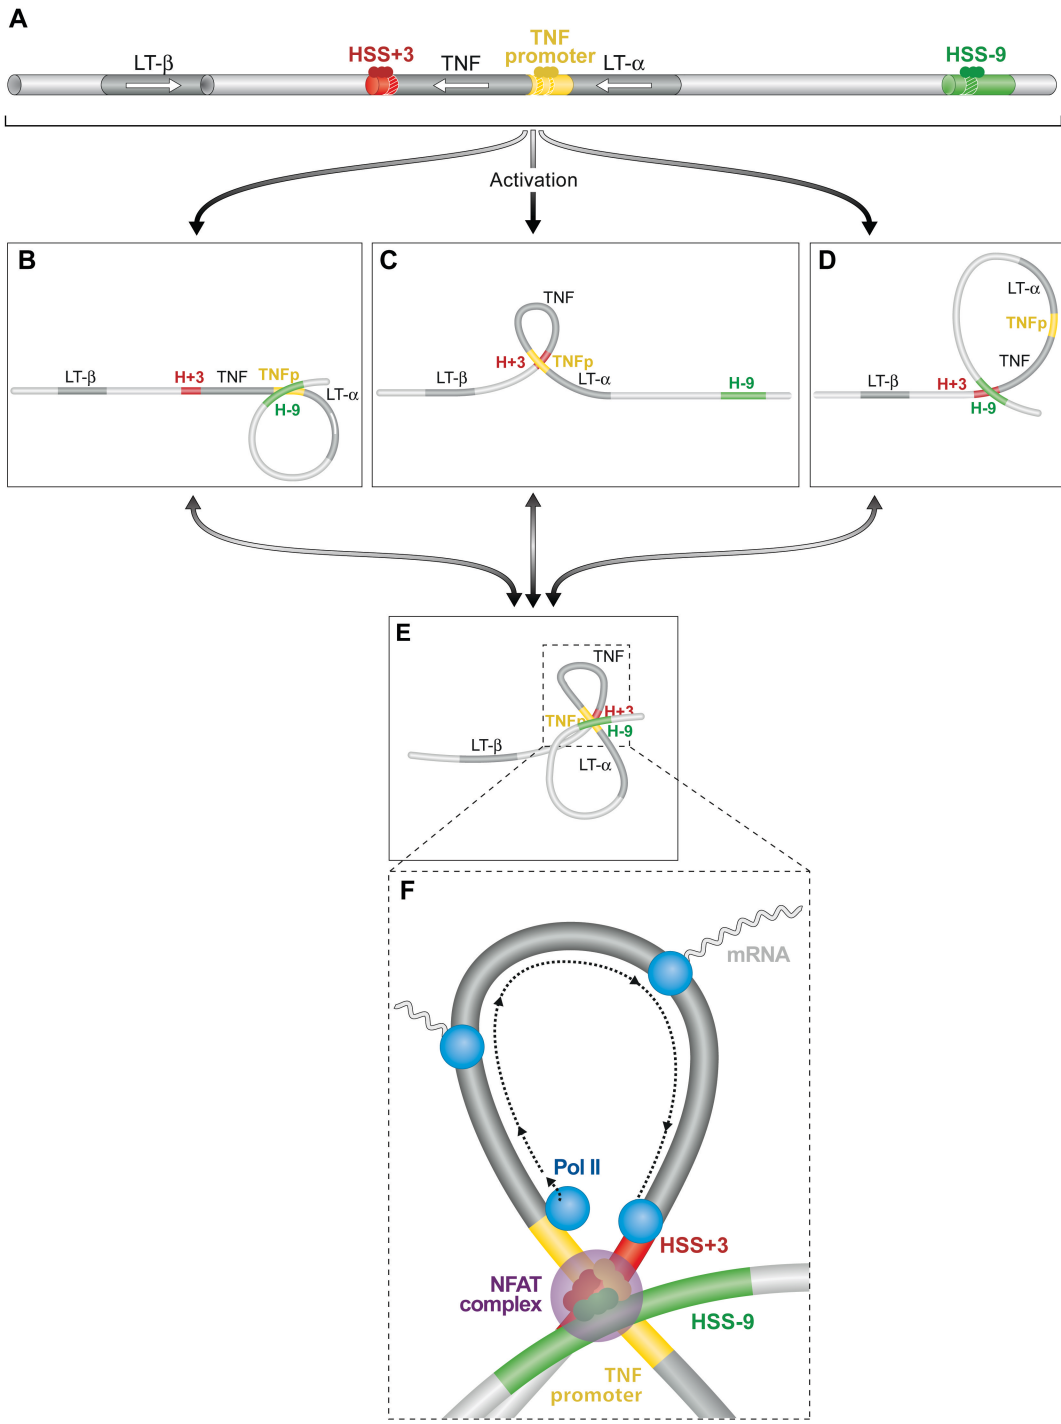 A
LT-β
HSS+3
TNF
TNF
promoter
LT-α
HSS-9
Activation
B
LT-β
H+3
TNF
TNFp
H-9
LT-α
C
TNF
H+3
TNFp
LT-β
LT-α
H-9
D
LT-α
TNFp
TNF
LT-β
H+3
H-9
E
TNF
H+3
TNFp
H-9
LT-β
LT-α
F
mRNA
Pol II
HSS+3
NFAT
complex
HSS-9
TNF
promoter